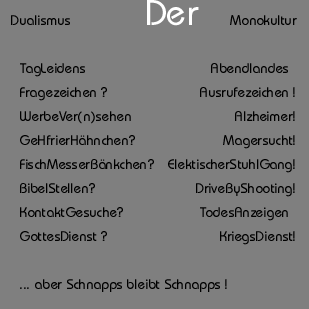 Der
Dualismus Monokultur
TagLeidens Abendlandes
Fragezeichen ? Ausrufezeichen !
WerbeVer(n)sehen Alzheimer!
GeHfrierHähnchen? Magersucht!
FischMesserBänkchen? ElektischerStuhlGang!
BibelStellen? DriveByShooting!
KontaktGesuche? TodesAnzeigen
GottesDienst ? KriegsDienst!
... aber Schnapps bleibt Schnapps !